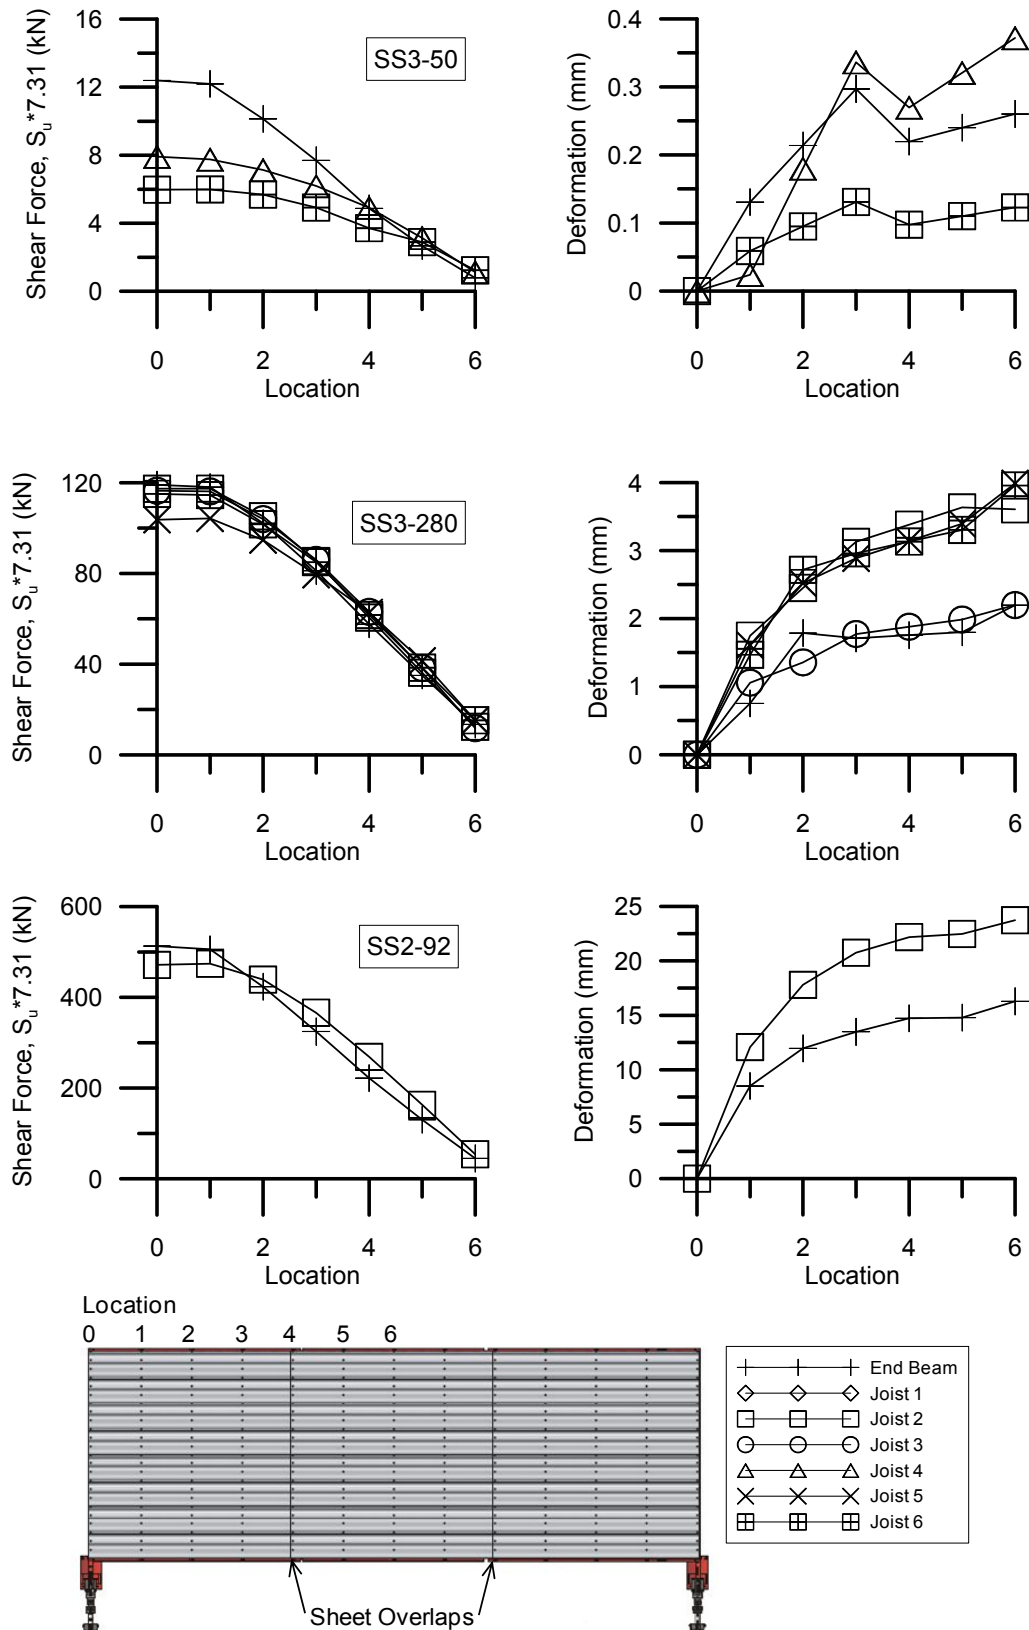 Shear Force, Su*7.31 (kN)
16
12
8
4
0
SS3-50
0 2 4 6
Location
Deformation (mm)
0.4
0.3
0.2
0.1
0
0 2 4 6
Location
Shear Force, Su*7.31 (kN)
120
80
40
0
SS3-280
0 2 4 6
Location
Deformation (mm)
4
3
2
1
0
0 2 4 6
Location
Shear Force, Su*7.31 (kN)
600
400
200
0
SS2-92
0 2 4 6
Location
Deformation (mm)
25
20
15
10
5
0
0 2 4 6
Location
Location
0 1 2 3 4 5 6
Sheet Overlaps
End Beam
Joist 1
Joist 2
Joist 3
Joist 4
Joist 5
Joist 6